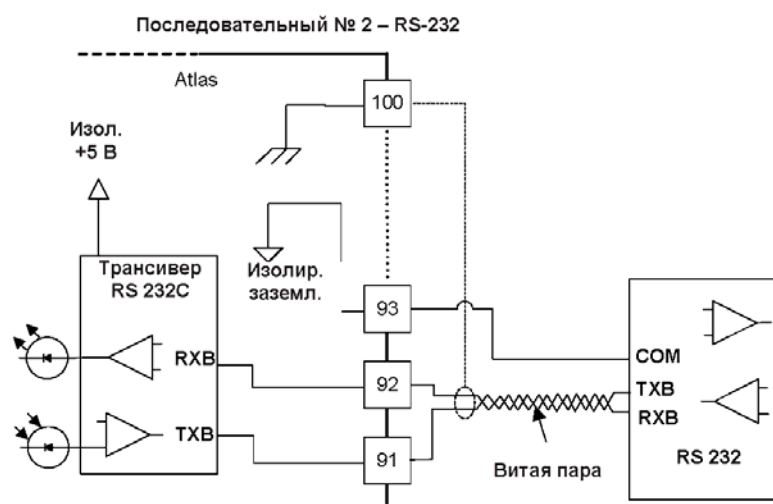 Последовательный № 2 – RS-232
Atlas
100
Изол.
+5 В
Трансивер
RS 232C
Изолир.
заземл.
93
COM
RXB
92
TXB
RXB
TXB
91
Витая пара
RS 232